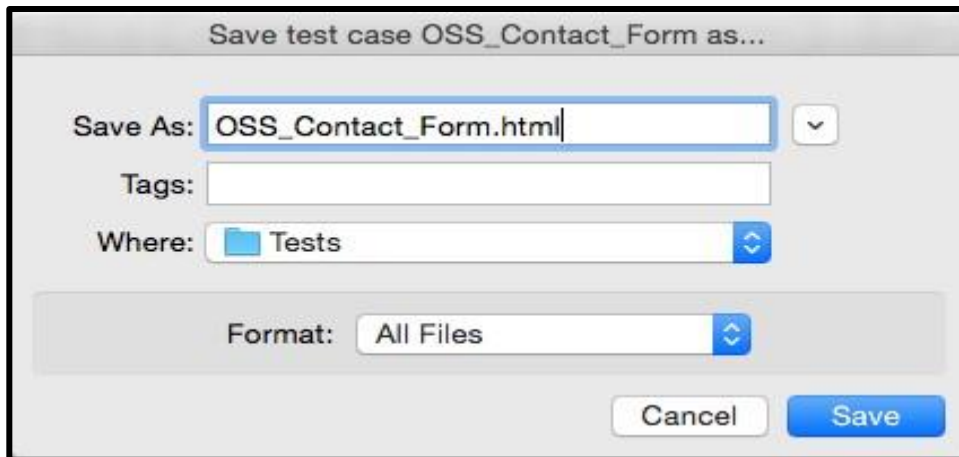 Save test case OSS_Contact_Form as...
Save As: OSS_Contact_Form.html
Tags:
Where: Tests
Format: All Files
Cancel Save